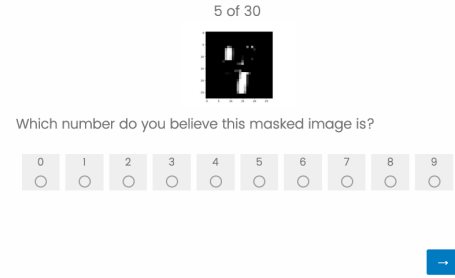 5 of 30
Which number do you believe this masked image is?
0 1 2 3 4 5 6 7 8 9